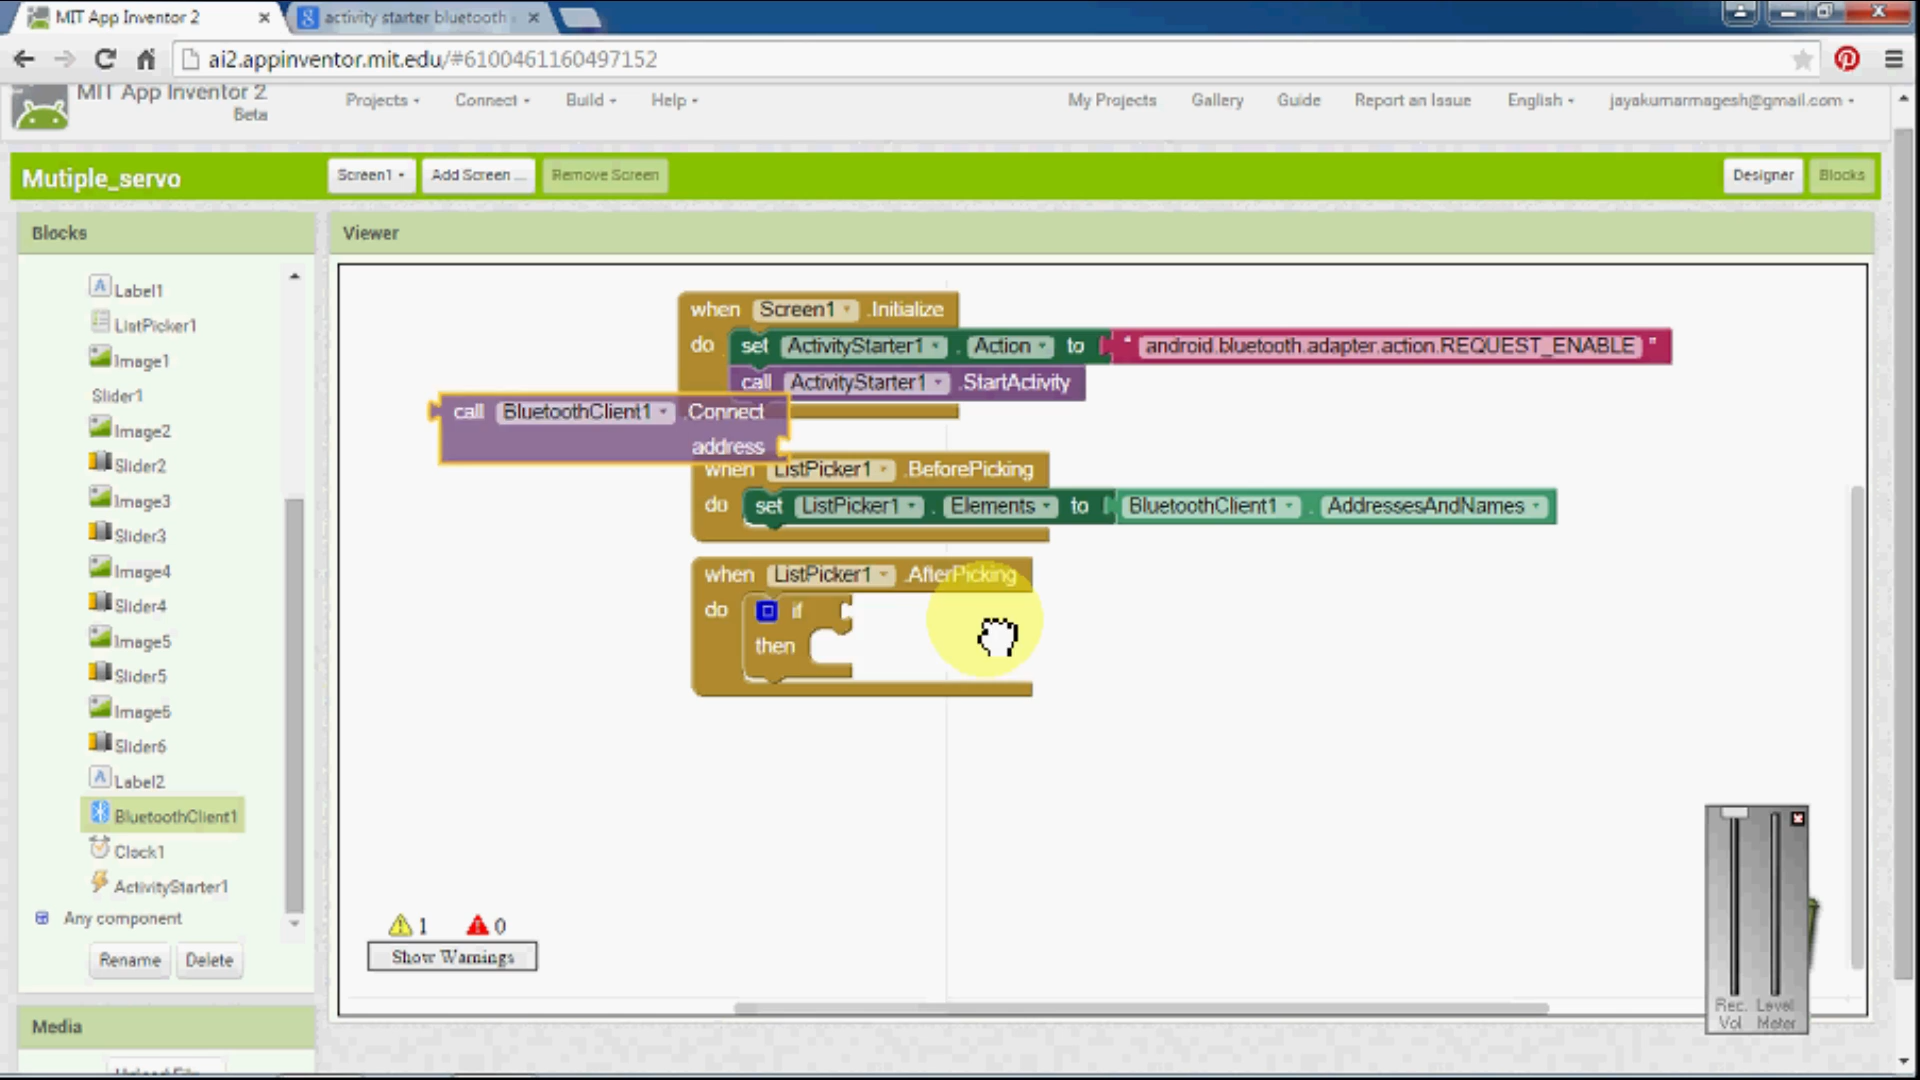 MIT App Inventor 2
activity starter bluetooth
ai2.appinventor.mit.edu/#6100461160497152
MIT App Inventor 2
Beta
Projects
Connect
Build
Help
My Projects
Gallery
Guide
Report an Issue
English
jayakumarmagesh@gmail.com
Mutiple_servo
Screen1
Add Screen ...
Remove Screen
Designer
Blocks
Blocks
Viewer
Label1
ListPicker1
Image1
Slider1
Image2
Slider2
Image3
Slider3
Image4
Slider4
Image5
Slider5
Image6
Slider6
Label2
BluetoothClient1
Clock1
ActivityStarter1
Any component
Rename
Delete
Media
when Screen1 .Initialize
do set ActivityStarter1 . Action to " android.bluetooth.adapter.action.REQUEST_ENABLE "
call ActivityStarter1 .StartActivity
call BluetoothClient1 .Connect
address
when ListPicker1 .BeforePicking
do set ListPicker1 . Elements to BluetoothClient1 . AddressesAndNames
when ListPicker1 .AfterPicking
do if
then
1 0
Show Warnings
Rec. Level
Vol Meter